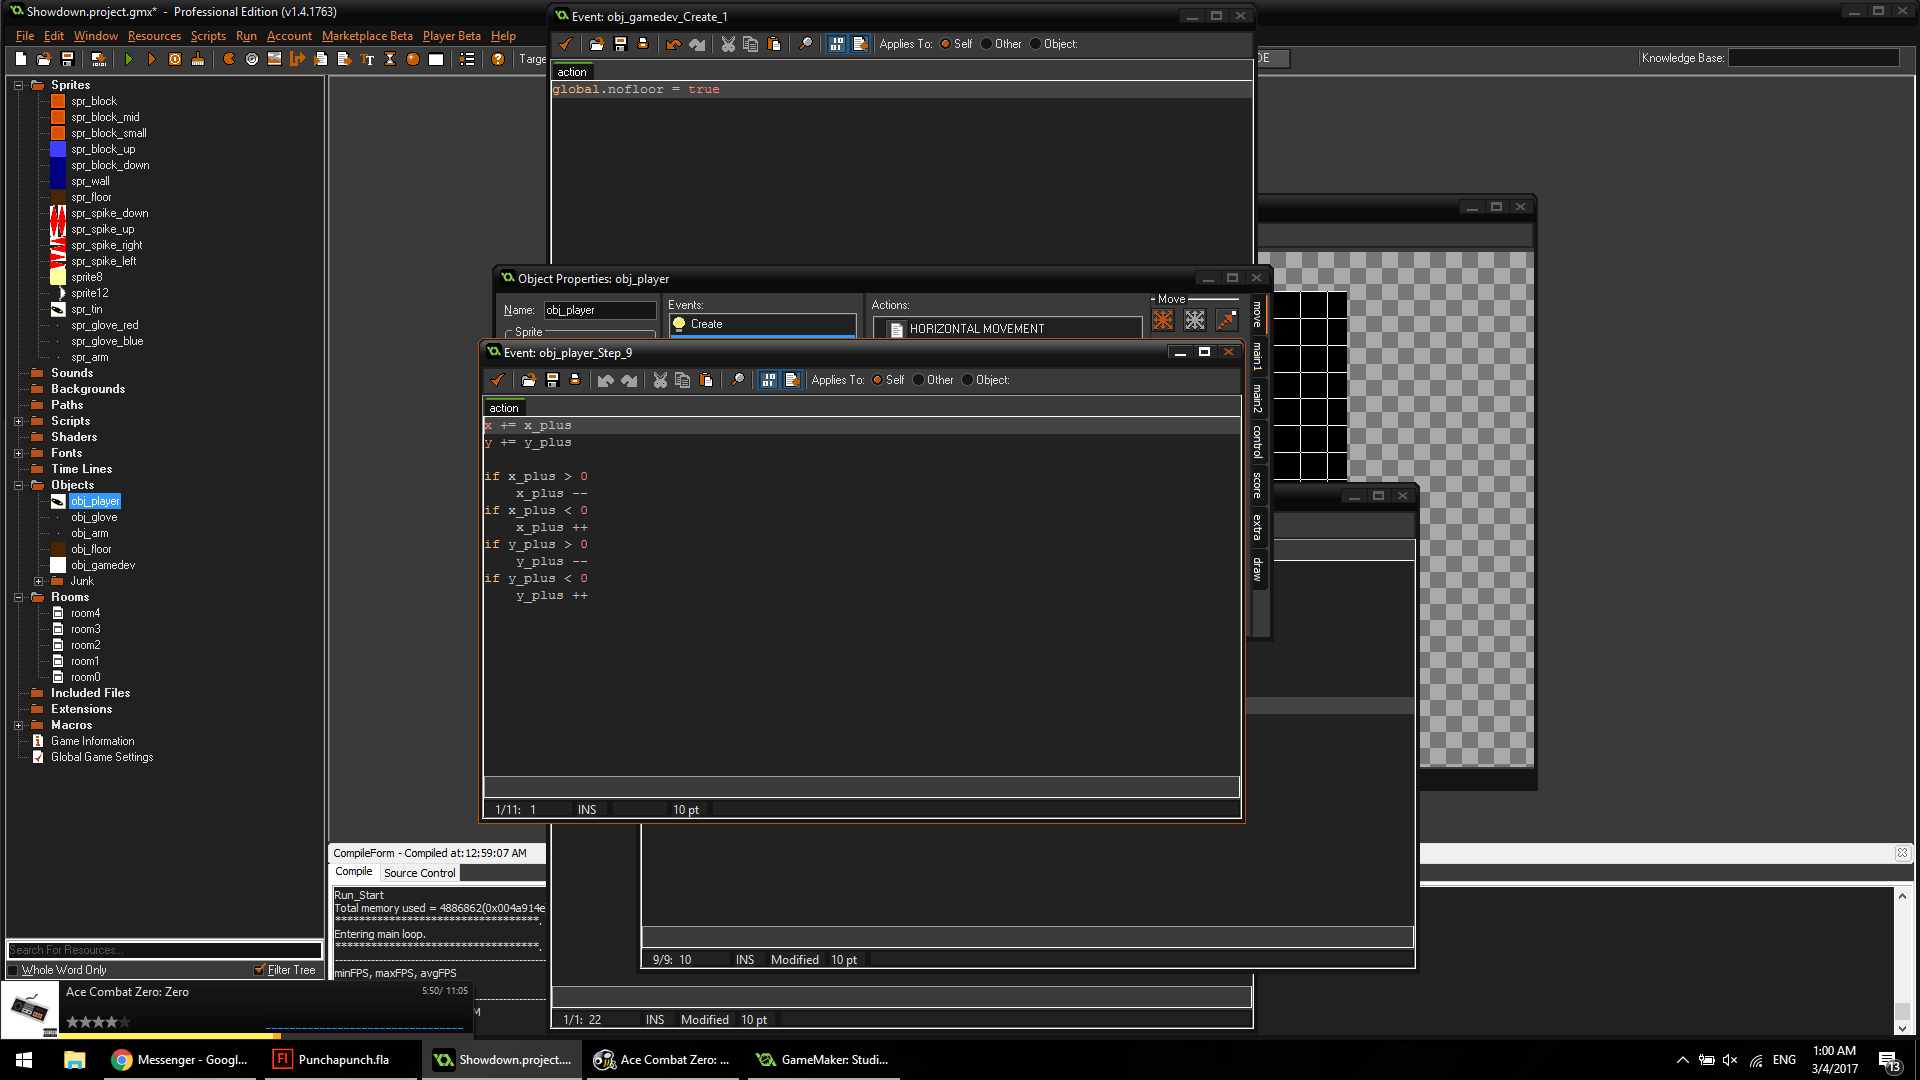 Showdown.project.gmx* - Professional Edition (v1.4.1763)
File Edit Window Resources Scripts Run Account Marketplace Beta Player Beta Help
Knowledge Base:
Sprites
spr_block
spr_block_mid
spr_block_small
spr_block_up
spr_block_down
spr_wall
spr_floor
spr_spike_down
spr_spike_up
spr_spike_right
spr_spike_left
sprite8
sprite12
spr_tin
spr_glove_red
spr_glove_blue
spr_arm
Sounds
Backgrounds
Paths
Scripts
Shaders
Fonts
Time Lines
Objects
obj_player
obj_glove
obj_arm
obj_floor
obj_gamedev
Junk
Rooms
room4
room3
room2
room1
room0
Included Files
Extensions
Macros
Game Information
Global Game Settings
Search For Resources...
Whole Word Only Filter Tree
Event: obj_gamedev_Create_1
Applies To: Self Other Object:
action
global.nofloor = true
Object Properties: obj_player
Name: obj_player
Sprite
Events:
Create
Actions:
HORIZONTAL MOVEMENT
Move
move
main1
main2
control
score
extra
draw
Event: obj_player_Step_9
Applies To: Self Other Object:
action
x += x_plus
y += y_plus
if x_plus > 0
x_plus --
if x_plus < 0
x_plus ++
if y_plus > 0
y_plus --
if y_plus < 0
y_plus ++
1/11: 1 INS 10 pt
CompileForm - Compiled at: 12:59:07 AM
Compile Source Control
Run_Start
Total memory used = 4886862(0x004a914e
**********************************.
Entering main loop.
**********************************.
minFPS, maxFPS, avgFPS
9/9: 10 INS Modified 10 pt
1/1: 22 INS Modified 10 pt
Ace Combat Zero: Zero 5:50/ 11:05
Messenger - Googl...
Punchapunch.fla
Showdown.project....
Ace Combat Zero: ...
GameMaker: Studi...
ENG
1:00 AM
3/4/2017
13